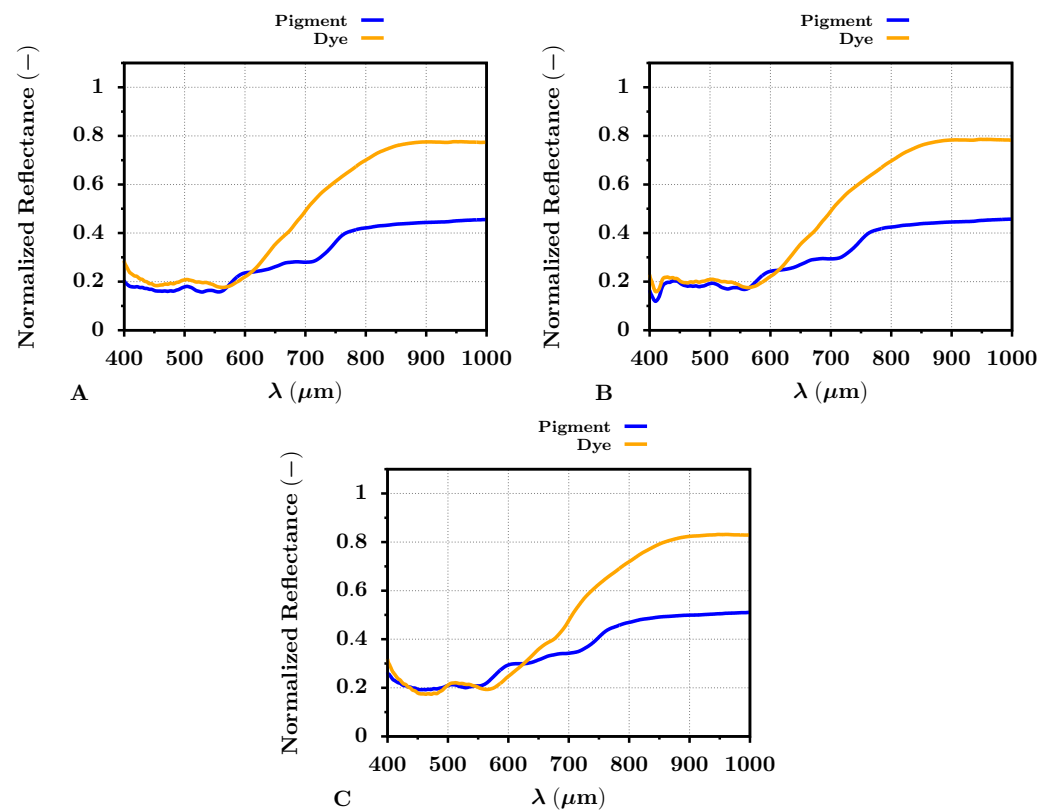 Pigment
Dye
Normalized Reflectance (−)
1
0.8
0.6
0.4
0.2
0
400 500 600 700 800 900 1000
λ (μm)
A
Pigment
Dye
Normalized Reflectance (−)
1
0.8
0.6
0.4
0.2
0
400 500 600 700 800 900 1000
λ (μm)
B
Pigment
Dye
Normalized Reflectance (−)
1
0.8
0.6
0.4
0.2
0
400 500 600 700 800 900 1000
λ (μm)
C